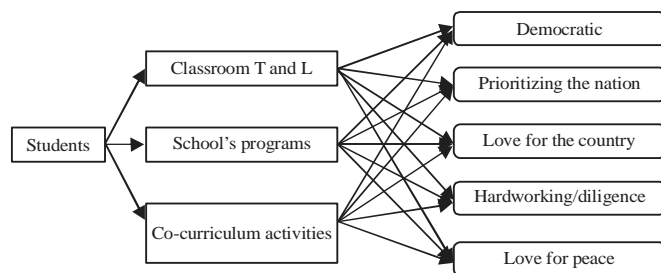 Students
Classroom T and L
School's programs
Co-curriculum activities
Democratic
Prioritizing the nation
Love for the country
Hardworking/diligence
Love for peace